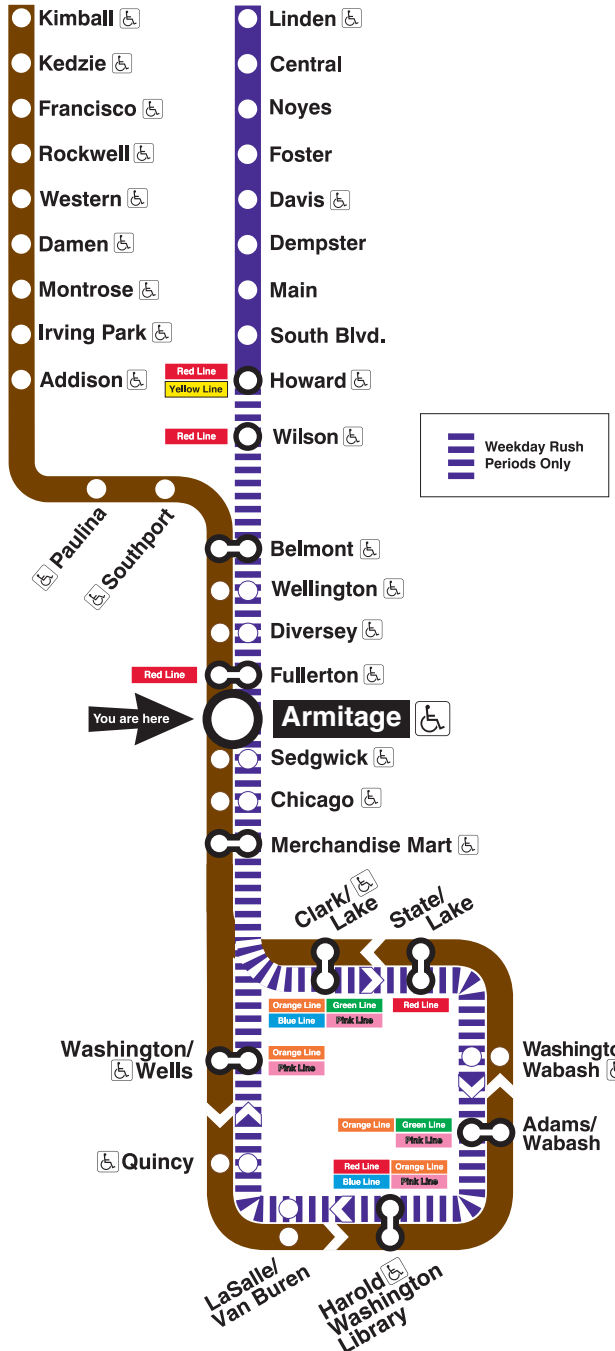 Kimball
Kedzie
Francisco
Rockwell
Western
Damen
Montrose
Irving Park
Addison
Paulina
Southport
Linden
Central
Noyes
Foster
Davis
Dempster
Main
South Blvd.
Red Line
Yellow Line
Howard
Red Line
Wilson
Weekday Rush
Periods Only
Belmont
Wellington
Diversey
Red Line
Fullerton
You are here
Armitage
Sedgwick
Chicago
Merchandise Mart
Clark/
Lake
State/
Lake
Orange Line
Green Line
Blue Line
Pink Line
Red Line
Washington/
Wells
Orange Line
Pink Line
Washingto
Wabash
Orange Line
Green Line
Pink Line
Adams/
Wabash
Red Line
Orange Line
Blue Line
Pink Line
Quincy
LaSalle/
Van Buren
Harold
Washington
Library